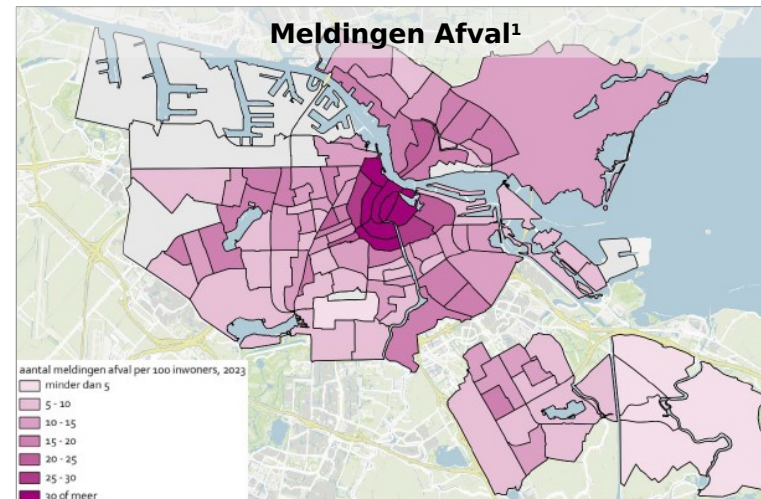 Meldingen Afval¹
aantal meldingen afval per 100 inwoners, 2023
minder dan 5
5 - 10
10 - 15
15 - 20
20 - 25
25 - 30
30 of meer